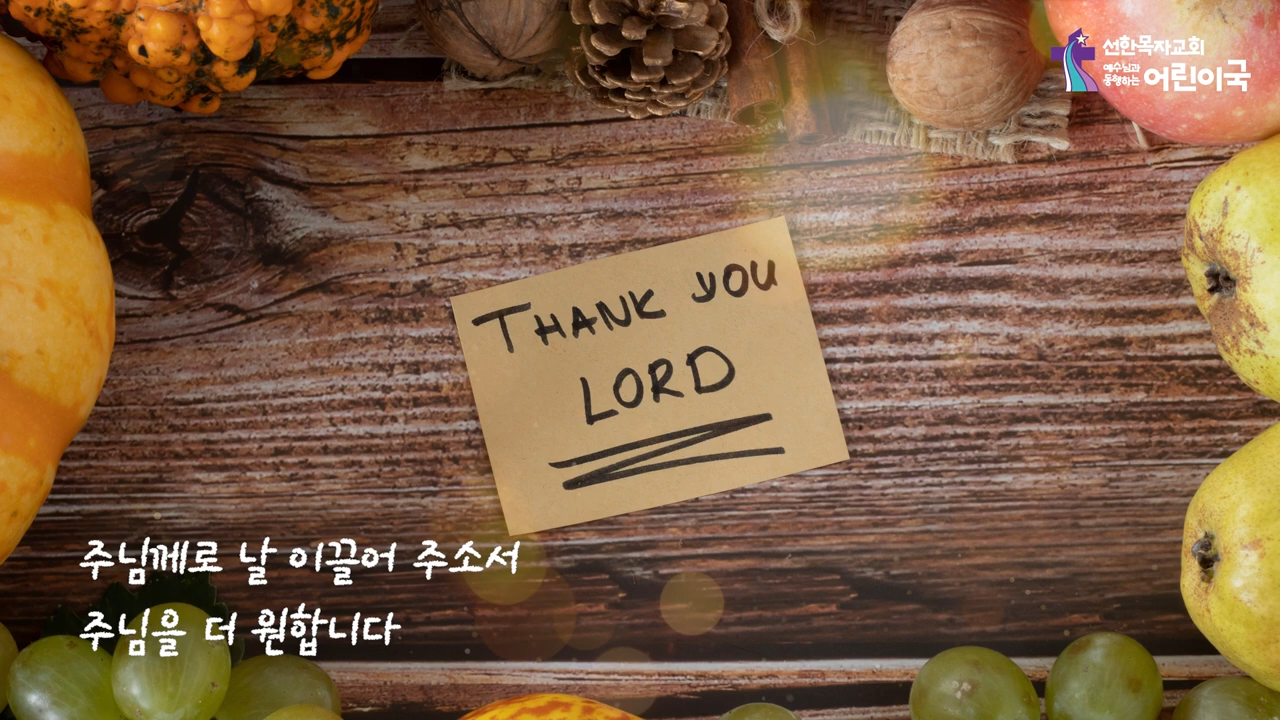 선한목자교회
예수님과
동행하는 어린이국
THANK YOU
LORD
주님께로 날 이끌어 주소서
주님을 더 원합니다